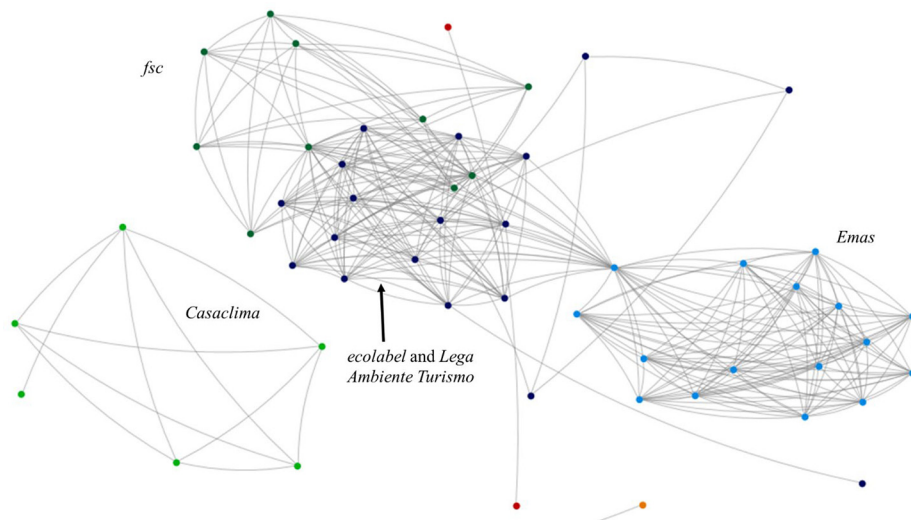 fsc
Emas
Casaclima
ecolabel and Lega
Ambiente Turismo